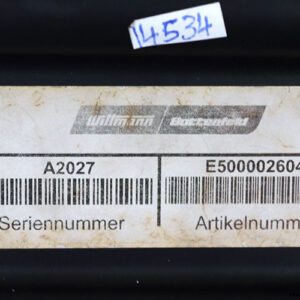 14534
Wittmann Battenfeld
A2027 E500002604
Seriennummer Artikelnumm